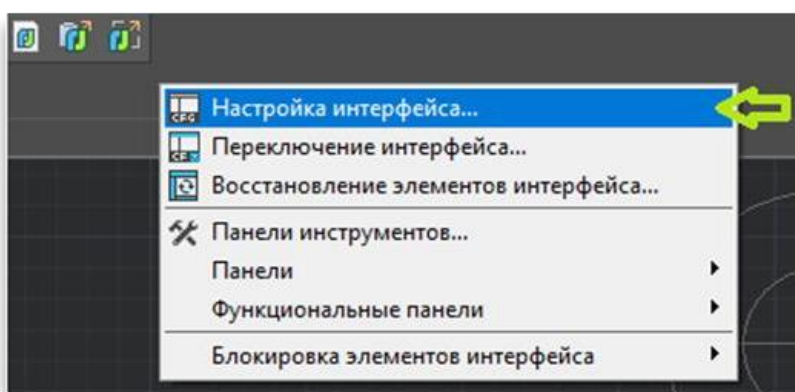 Настройка интерфейса...
Переключение интерфейса...
Восстановление элементов интерфейса...
Панели инструментов...
Панели
Функциональные панели
Блокировка элементов интерфейса